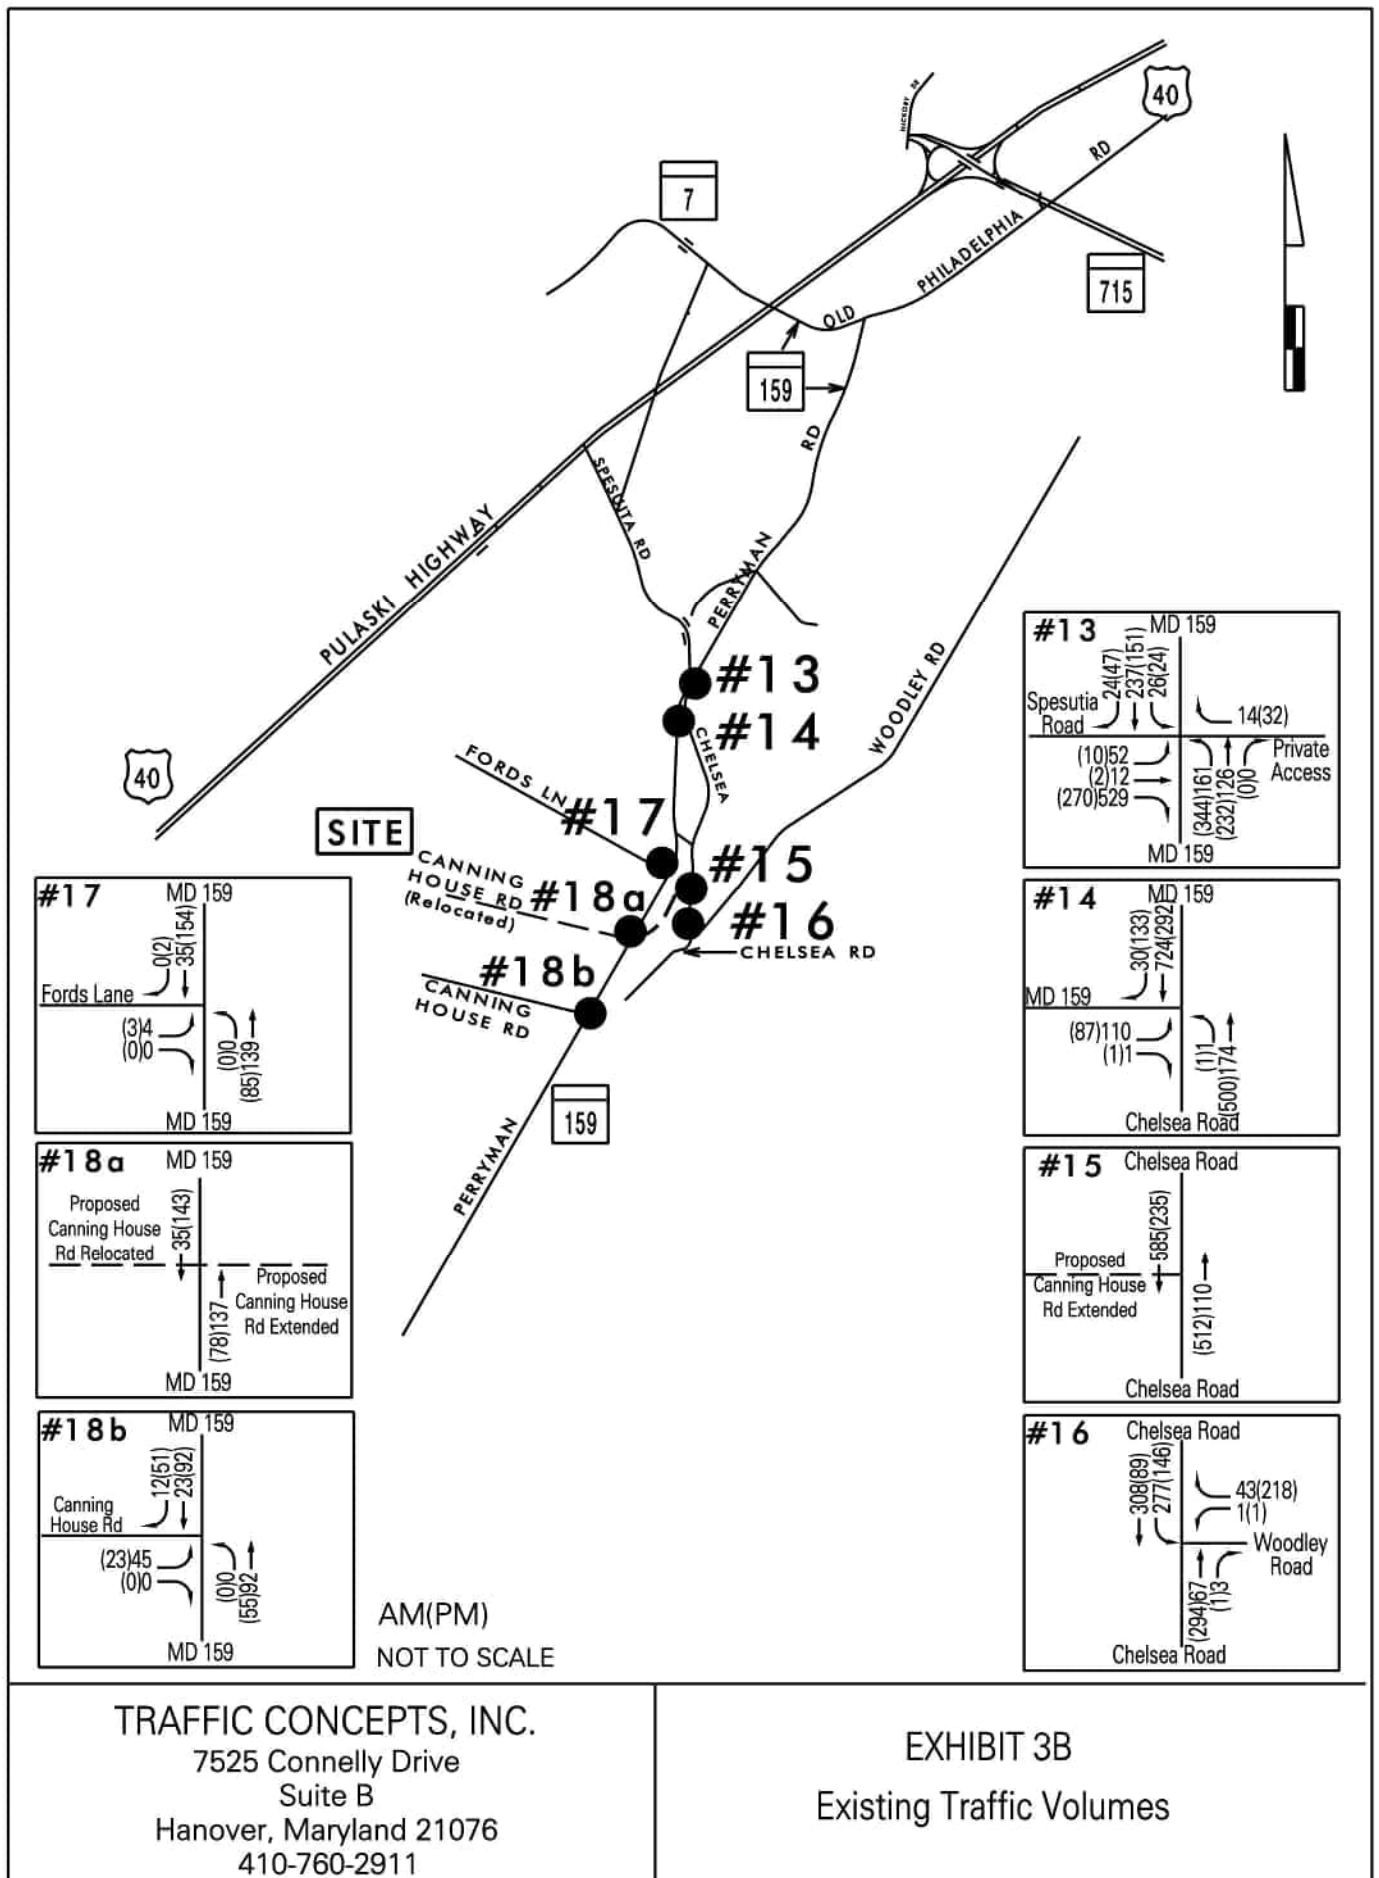 HICKORY DR
40
RD
7
PHILADELPHIA
715
OLD
159
RD
SPESUTIA RD
PULASKI HIGHWAY
PERRYMAN
WOODLEY RD
#13
#14
CHELSEA
40
FORDS LN
#17
SITE
CANNING
HOUSE RD
(Relocated)
#18a
#15
#16
CHELSEA RD
#18b
CANNING
HOUSE RD
159
PERRYMAN
#13
MD 159
24(47)
237(151)
26(24)
Spesutia
Road
14(32)
(10)52
(2)12
(270)529
(344)161
(232)126
(0)0
Private
Access
MD 159
#14
MD 159
30(133)
724(292
MD 159
(87)110
(1)1
(1)1
(500)174
Chelsea Road
#15
Chelsea Road
585(235)
Proposed
Canning House
Rd Extended
(512)110
Chelsea Road
#16
Chelsea Road
308(89)
277(146)
43(218)
1(1)
Woodley
Road
(294)67
(1)3
Chelsea Road
#17
MD 159
0(2)
35(154)
Fords Lane
(3)4
(0)0
(0)0
(85)139
MD 159
#18a
MD 159
Proposed
Canning House
Rd Relocated
35(143)
(78)137
Proposed
Canning House
Rd Extended
MD 159
#18b
MD 159
12(51)
23(92)
Canning
House Rd
(23)45
(0)0
(0)0
(55)92
MD 159
AM(PM)
NOT TO SCALE
TRAFFIC CONCEPTS, INC.
7525 Connelly Drive
Suite B
Hanover, Maryland 21076
410-760-2911
EXHIBIT 3B
Existing Traffic Volumes